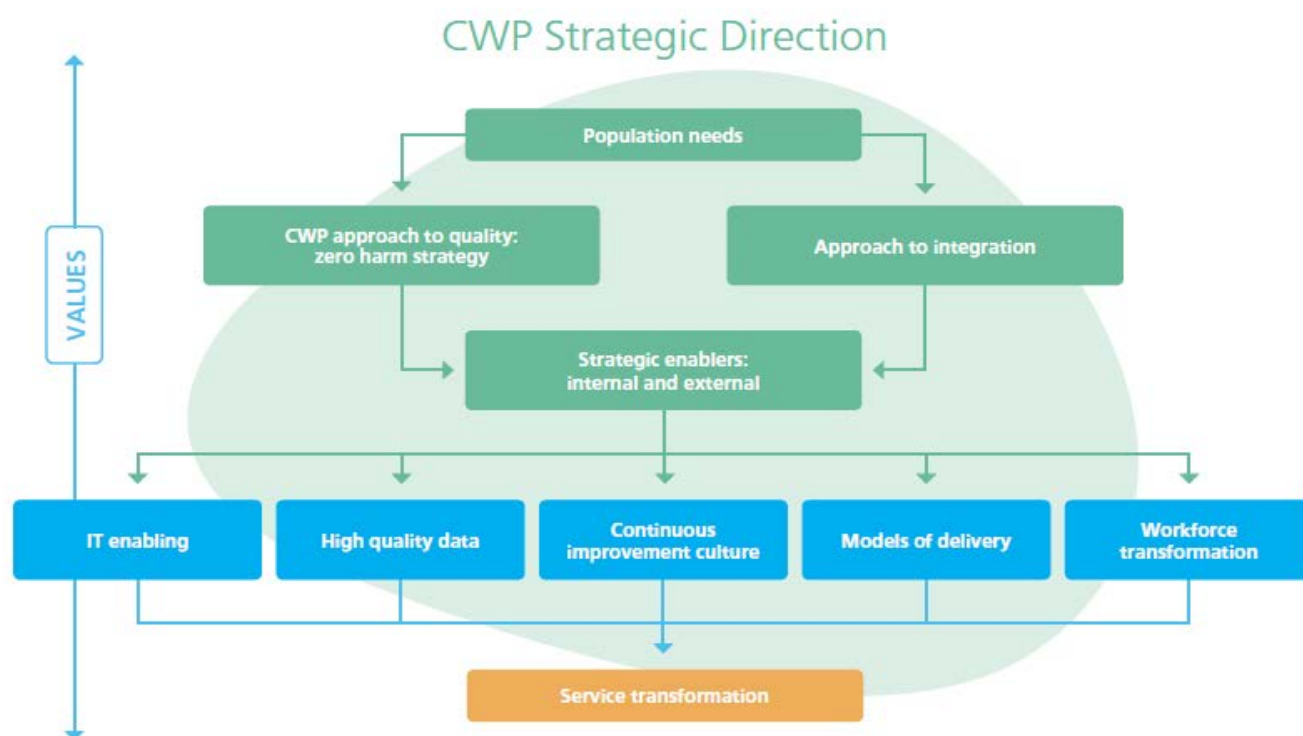 CWP Strategic Direction
Population needs
CWP approach to quality:
zero harm strategy
Approach to integration
VALUES
Strategic enablers:
internal and external
IT enabling
High quality data
Continuous
improvement culture
Models of delivery
Workforce
transformation
Service transformation